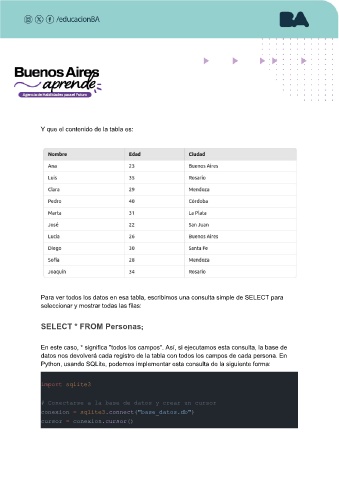 /educacionBA
BA
Buenos Aires
aprende
Agencia de Habilidades para el Futuro
Y que el contenido de la tabla es:
Nombre Edad Ciudad
Ana 23 Buenos Aires
Luis 35 Rosario
Clara 29 Mendoza
Pedro 40 Córdoba
Marta 31 La Plata
José 22 San Juan
Lucía 26 Buenos Aires
Diego 30 Santa Fe
Sofía 28 Mendoza
Joaquín 34 Rosario
Para ver todos los datos en esa tabla, escribimos una consulta simple de SELECT para
seleccionar y mostrar todas las filas:
SELECT * FROM Personas;
En este caso, * significa "todos los campos". Así, si ejecutamos esta consulta, la base de
datos nos devolverá cada registro de la tabla con todos los campos de cada persona. En
Python, usando SQLite, podemos implementar esta consulta de la siguiente forma:
import sqlite3
# Conectarse a la base de datos y crear un cursor
conexion = sqlite3.connect("base_datos.db")
cursor = conexion.cursor()